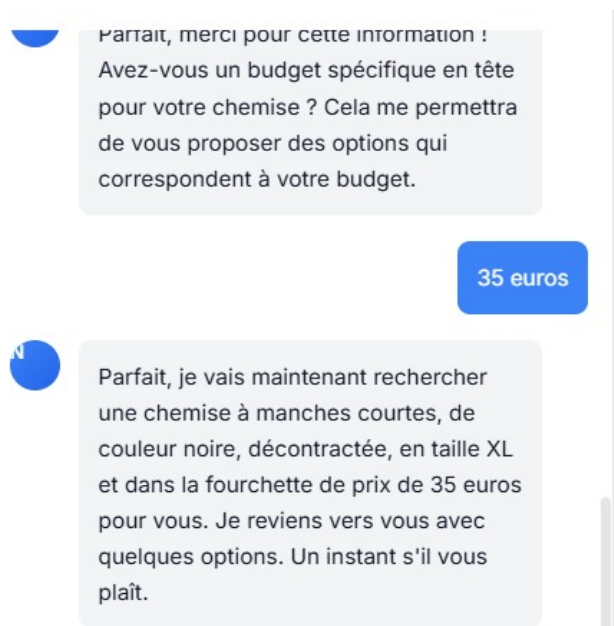 Parfait, merci pour cette information !
Avez-vous un budget spécifique en tête
pour votre chemise ? Cela me permettra
de vous proposer des options qui
correspondent à votre budget.
35 euros
N
Parfait, je vais maintenant rechercher
une chemise à manches courtes, de
couleur noire, décontractée, en taille XL
et dans la fourchette de prix de 35 euros
pour vous. Je reviens vers vous avec
quelques options. Un instant s'il vous
plaît.